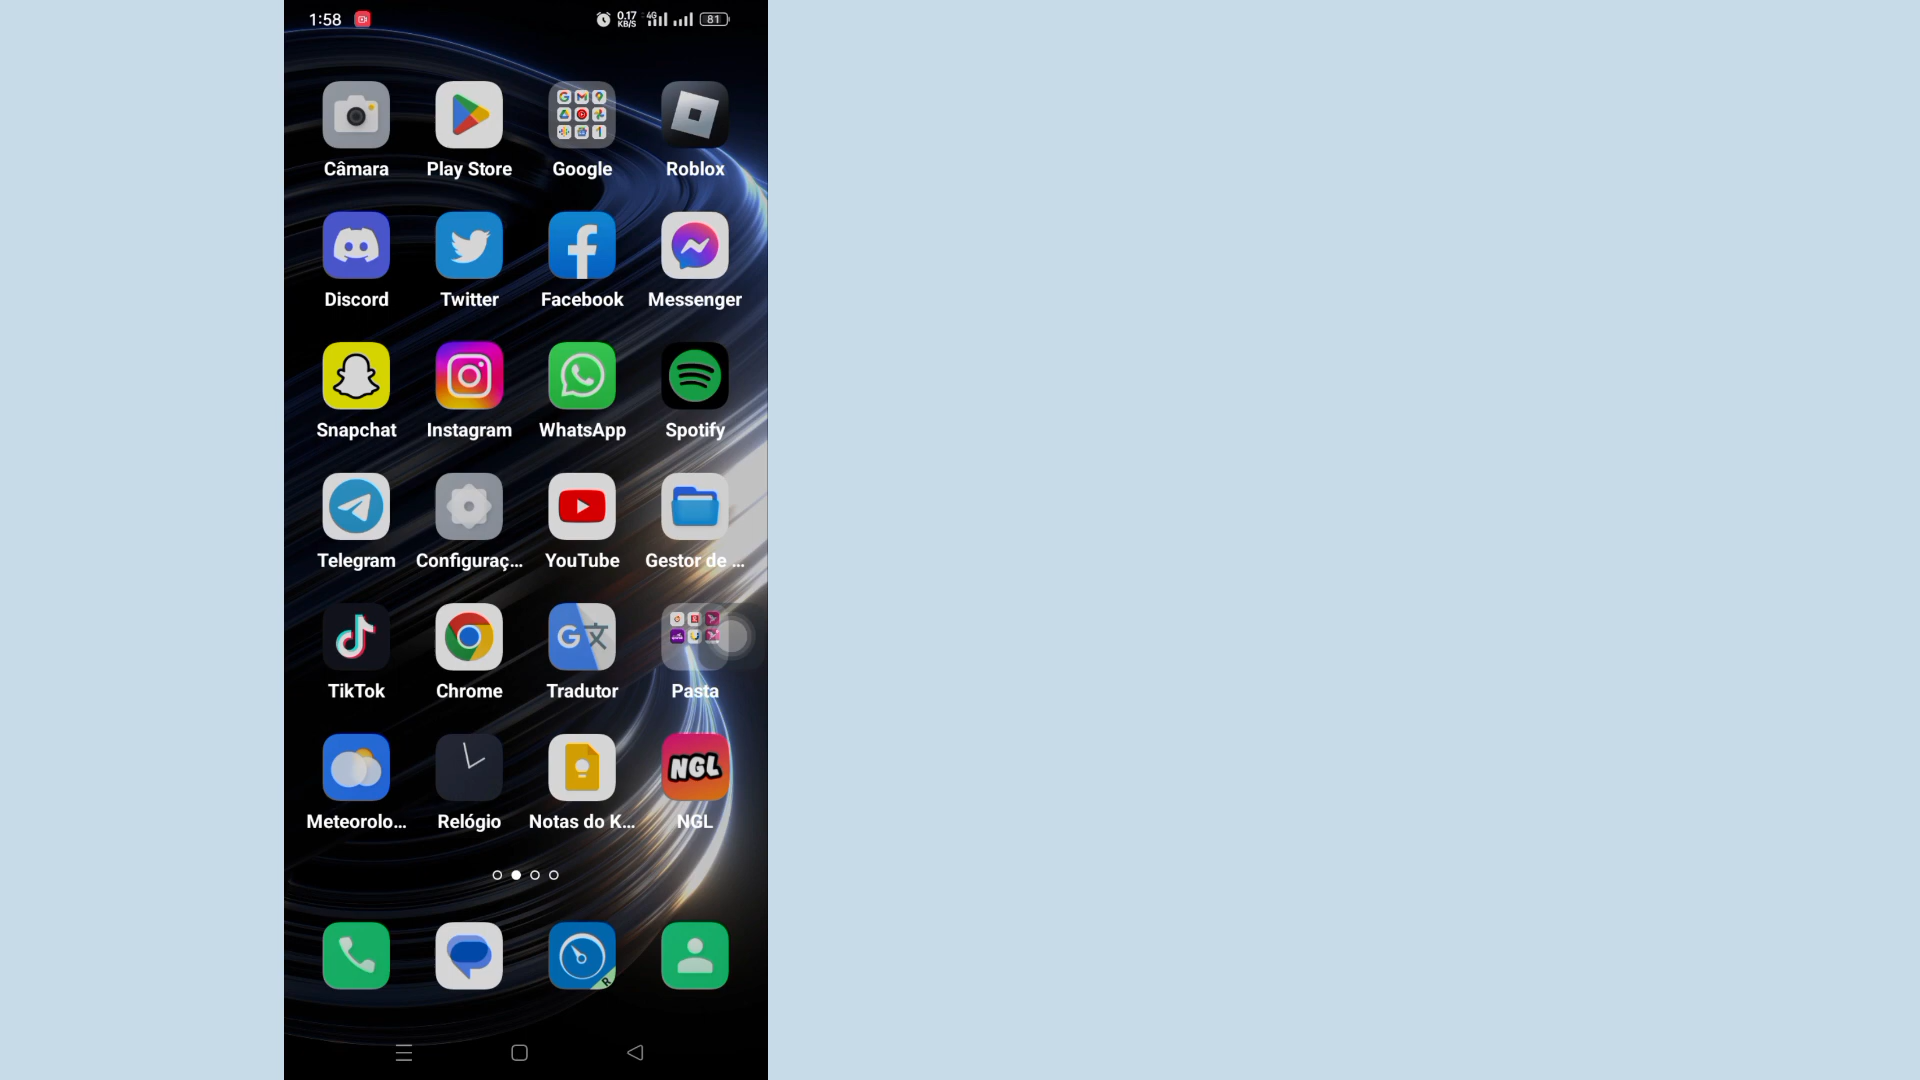 1:58 0.17 KB/S 4G 81
Câmara Play Store Google Roblox
Discord Twitter Facebook Messenger
Snapchat Instagram WhatsApp Spotify
Telegram Configuraç... YouTube Gestor de ...
TikTok Chrome Tradutor Pasta
NGL
Meteorolo... Relógio Notas do K... NGL
R